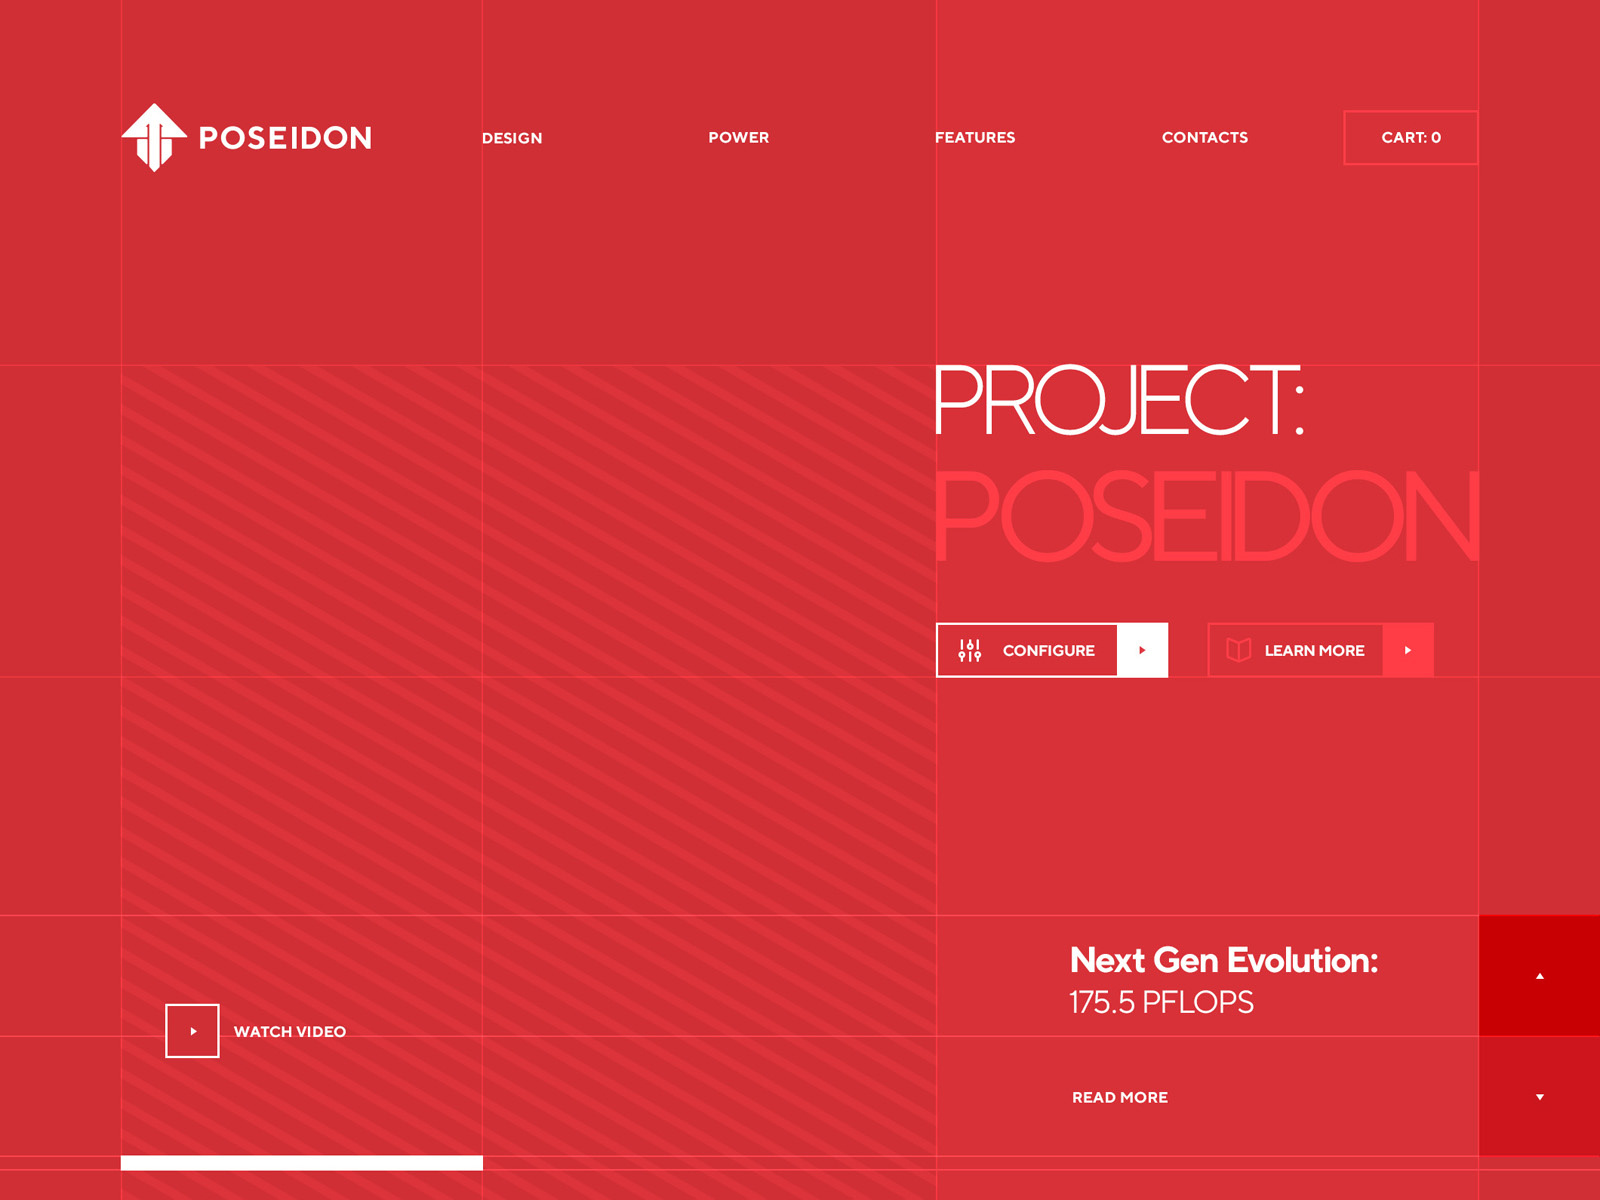 POSEIDON
DESIGN
POWER
FEATURES
CONTACTS
CART: 0
PROJECT:
POSEIDON
CONFIGURE
LEARN MORE
Next Gen Evolution:
175.5 PFLOPS
WATCH VIDEO
READ MORE